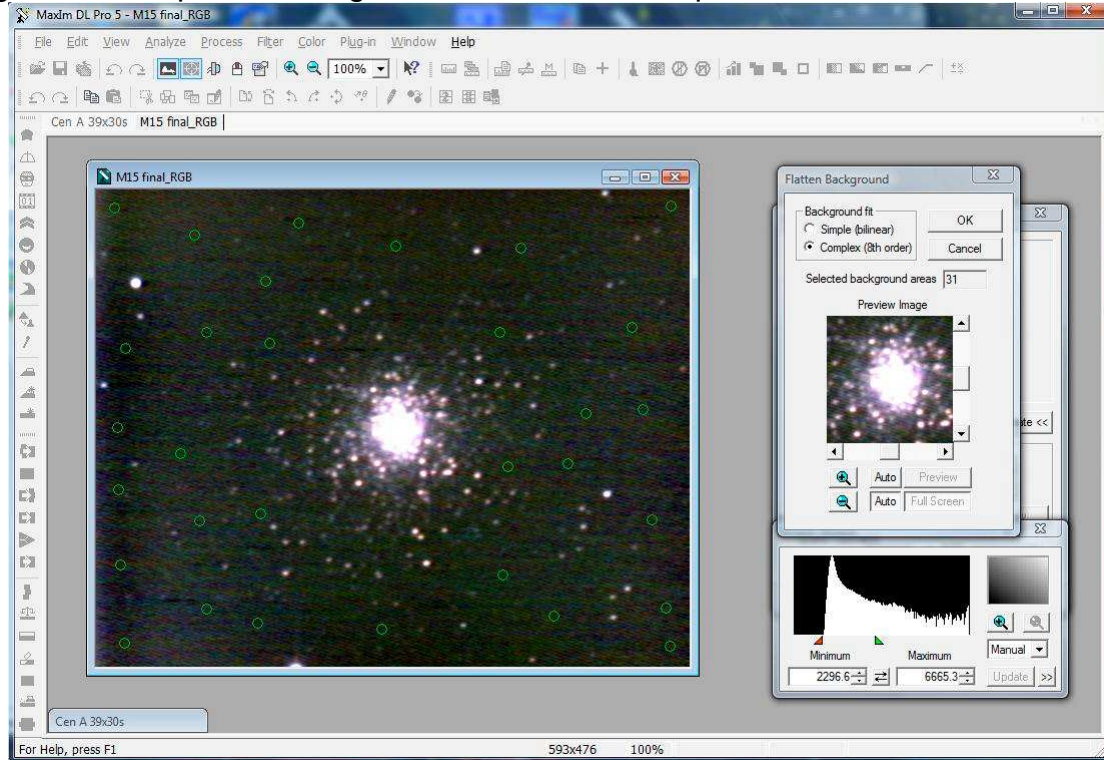 MaxIm DL Pro 5 - M15 final_RGB
File Edit View Analyze Process Filter Color Plug-in Window Help
100%
Cen A 39x30s M15 final_RGB
M15 final_RGB
Flatten Background
Background fit
Simple (bilinear)
Complex (8th order)
OK
Cancel
Selected background areas 31
Preview Image
Auto Preview
Auto Full Screen
<<
Minimum Maximum
2296.6 6665.3
Manual
Update >>
Cen A 39x30s
For Help, press F1 593x476 100%